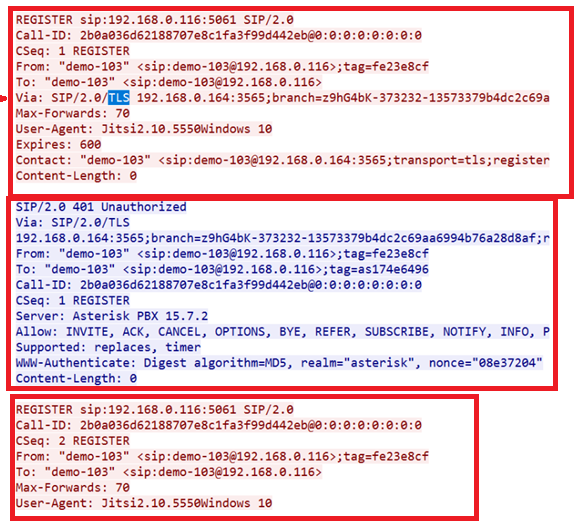 REGISTER sip:192.168.0.116:5061 SIP/2.0
Call-ID: 2b0a036d62188707e8c1fa3f99d442eb@0:0:0:0:0:0:0:0
CSeq: 1 REGISTER
From: "demo-103" <sip:demo-103@192.168.0.116>;tag=fe23e8cf
To: "demo-103" <sip:demo-103@192.168.0.116>
Via: SIP/2.0/TLS 192.168.0.164:3565;branch=z9hG4bK-373232-13573379b4dc2c69a
Max-Forwards: 70
User-Agent: Jitsi2.10.5550Windows 10
Expires: 600
Contact: "demo-103" <sip:demo-103@192.168.0.164:3565;transport=tls;register
Content-Length: 0
SIP/2.0 401 Unauthorized
Via: SIP/2.0/TLS
192.168.0.164:3565;branch=z9hG4bK-373232-13573379b4dc2c69aa6994b76a28d8af;r
From: "demo-103" <sip:demo-103@192.168.0.116>;tag=fe23e8cf
To: "demo-103" <sip:demo-103@192.168.0.116>;tag=as174e6496
Call-ID: 2b0a036d62188707e8c1fa3f99d442eb@0:0:0:0:0:0:0:0
CSeq: 1 REGISTER
Server: Asterisk PBX 15.7.2
Allow: INVITE, ACK, CANCEL, OPTIONS, BYE, REFER, SUBSCRIBE, NOTIFY, INFO, P
Supported: replaces, timer
WWW-Authenticate: Digest algorithm=MD5, realm="asterisk", nonce="08e37204"
Content-Length: 0
REGISTER sip:192.168.0.116:5061 SIP/2.0
Call-ID: 2b0a036d62188707e8c1fa3f99d442eb@0:0:0:0:0:0:0:0
CSeq: 2 REGISTER
From: "demo-103" <sip:demo-103@192.168.0.116>;tag=fe23e8cf
To: "demo-103" <sip:demo-103@192.168.0.116>
Max-Forwards: 70
User-Agent: Jitsi2.10.5550Windows 10